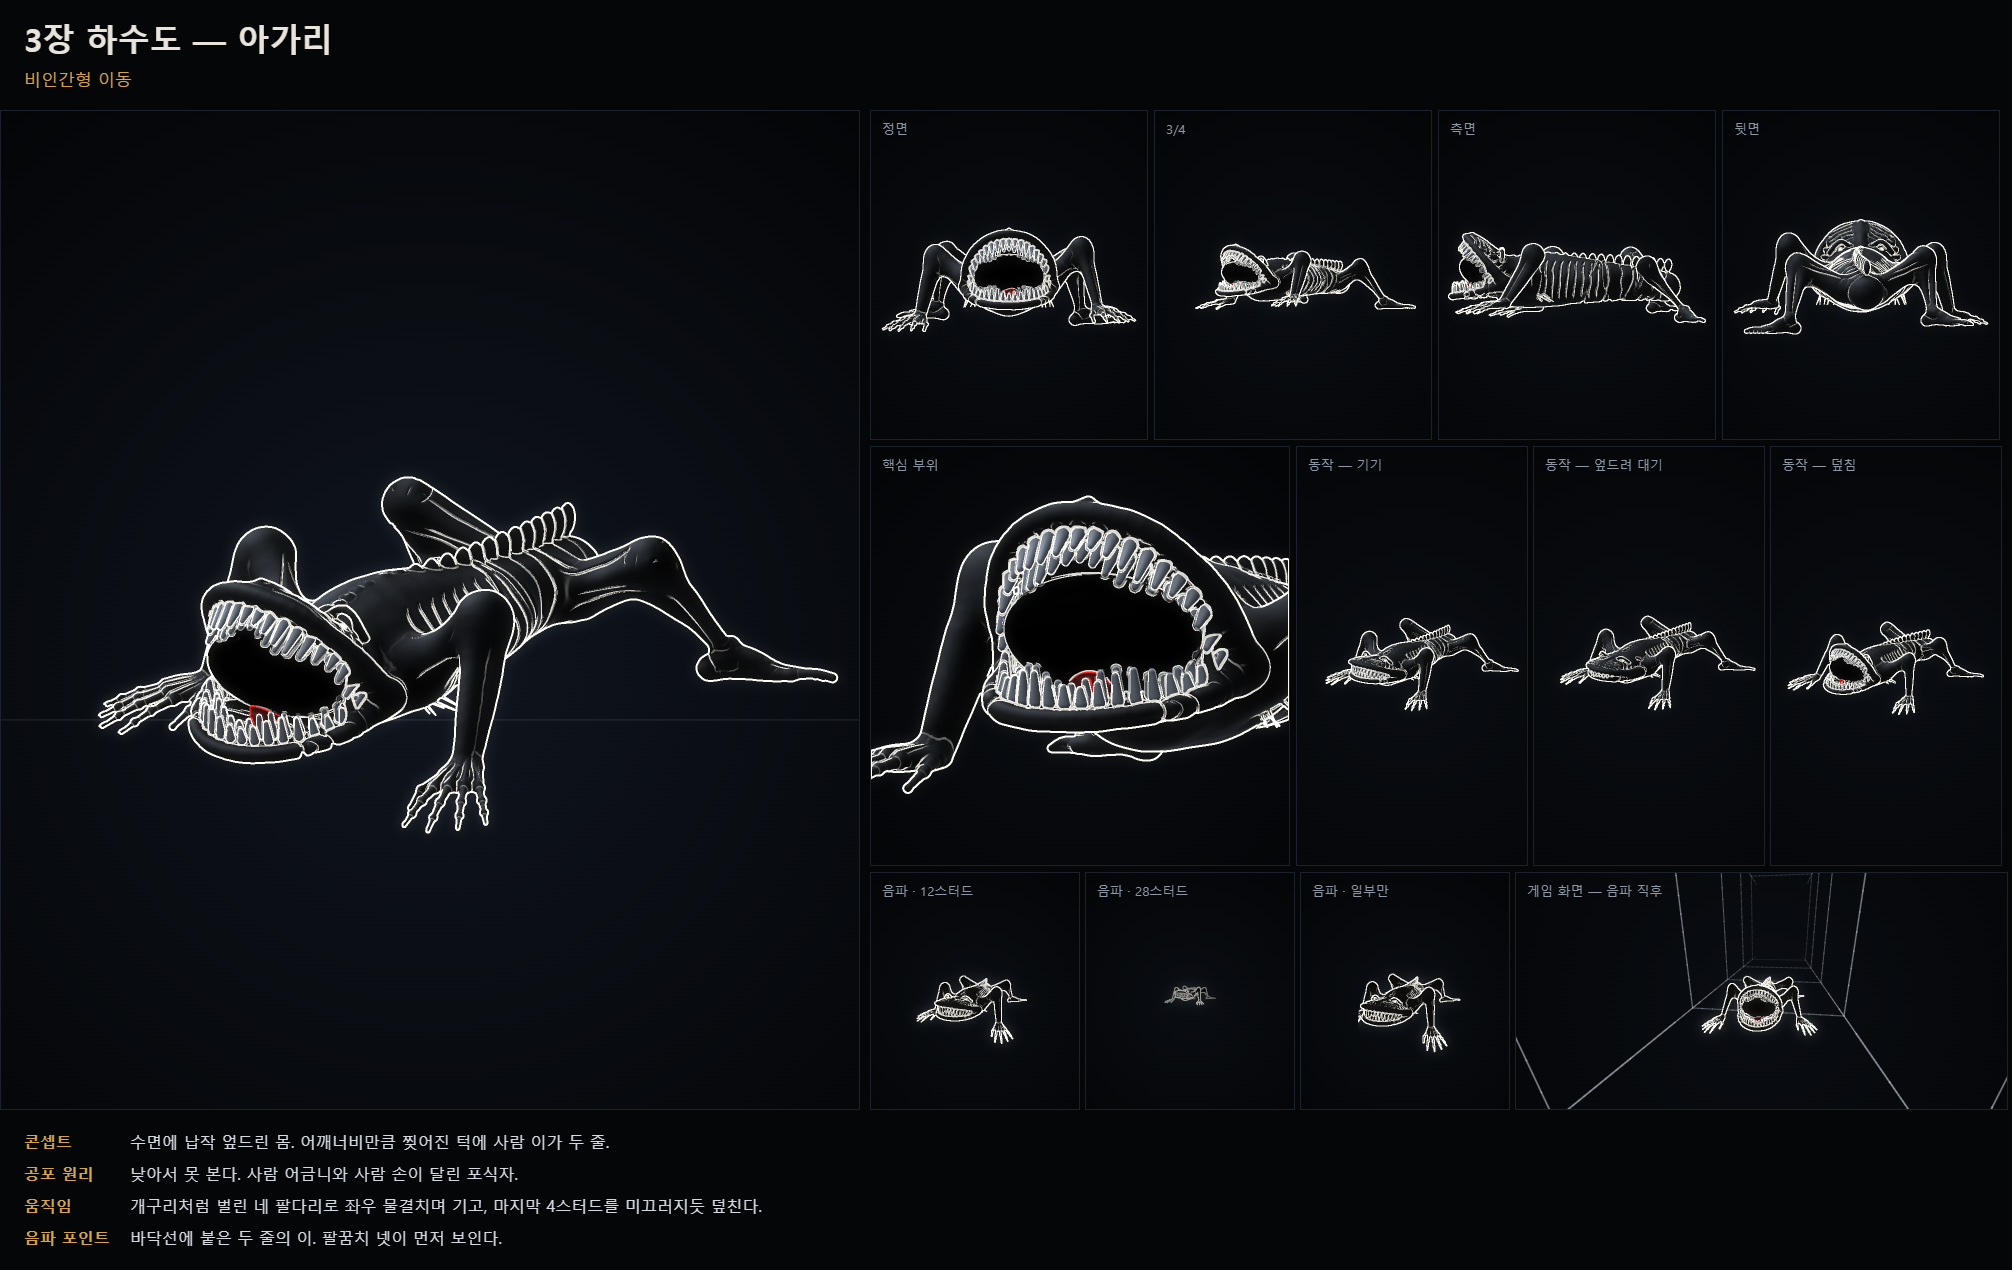 3장 하수도 — 아가리
비인간형 이동
정면
3/4
측면
뒷면
핵심 부위
동작 — 기기
동작 — 엎드려 대기
동작 — 덮침
음파 · 12스터드
음파 · 28스터드
음파 · 일부만
게임 화면 — 음파 직후
콘셉트 수면에 납작 엎드린 몸. 어깨너비만큼 찢어진 턱에 사람 이가 두 줄.
공포 원리 낮아서 못 본다. 사람 어금니와 사람 손이 달린 포식자.
움직임 개구리처럼 벌린 네 팔다리로 좌우 물결치며 기고, 마지막 4스터드를 미끄러지듯 덮친다.
음파 포인트 바닥선에 붙은 두 줄의 이. 팔꿈치 넷이 먼저 보인다.